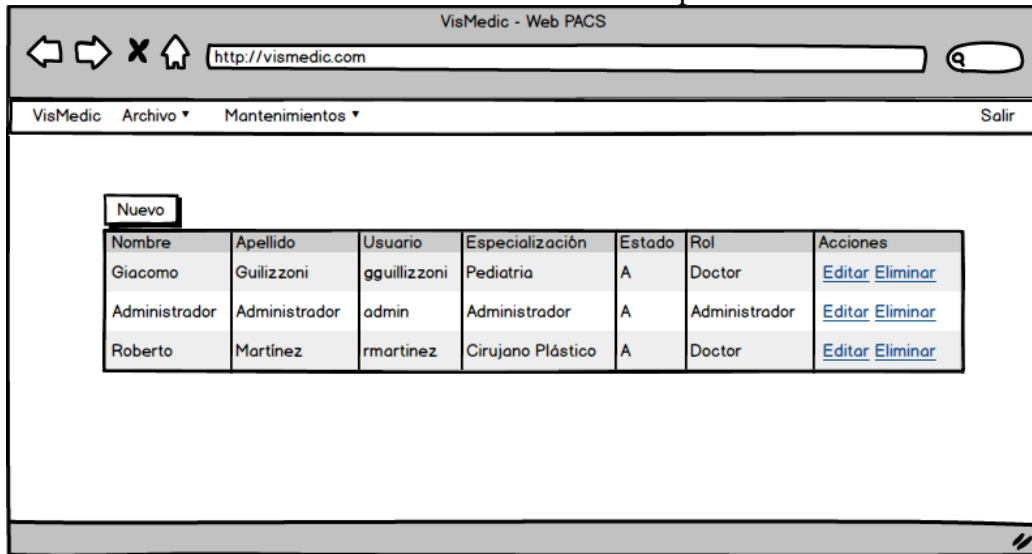 VisMedic - Web PACS
http://vismedic.com
VisMedic Archivo Mantenimientos Salir
Nuevo
Nombre Apellido Usuario Especialización Estado Rol Acciones
Giacomo Guilizzoni gguillizzoni Pediatria A Doctor Editar Eliminar
Administrador Administrador admin Administrador A Administrador Editar Eliminar
Roberto Martínez rmartinez Cirujano Plástico A Doctor Editar Eliminar